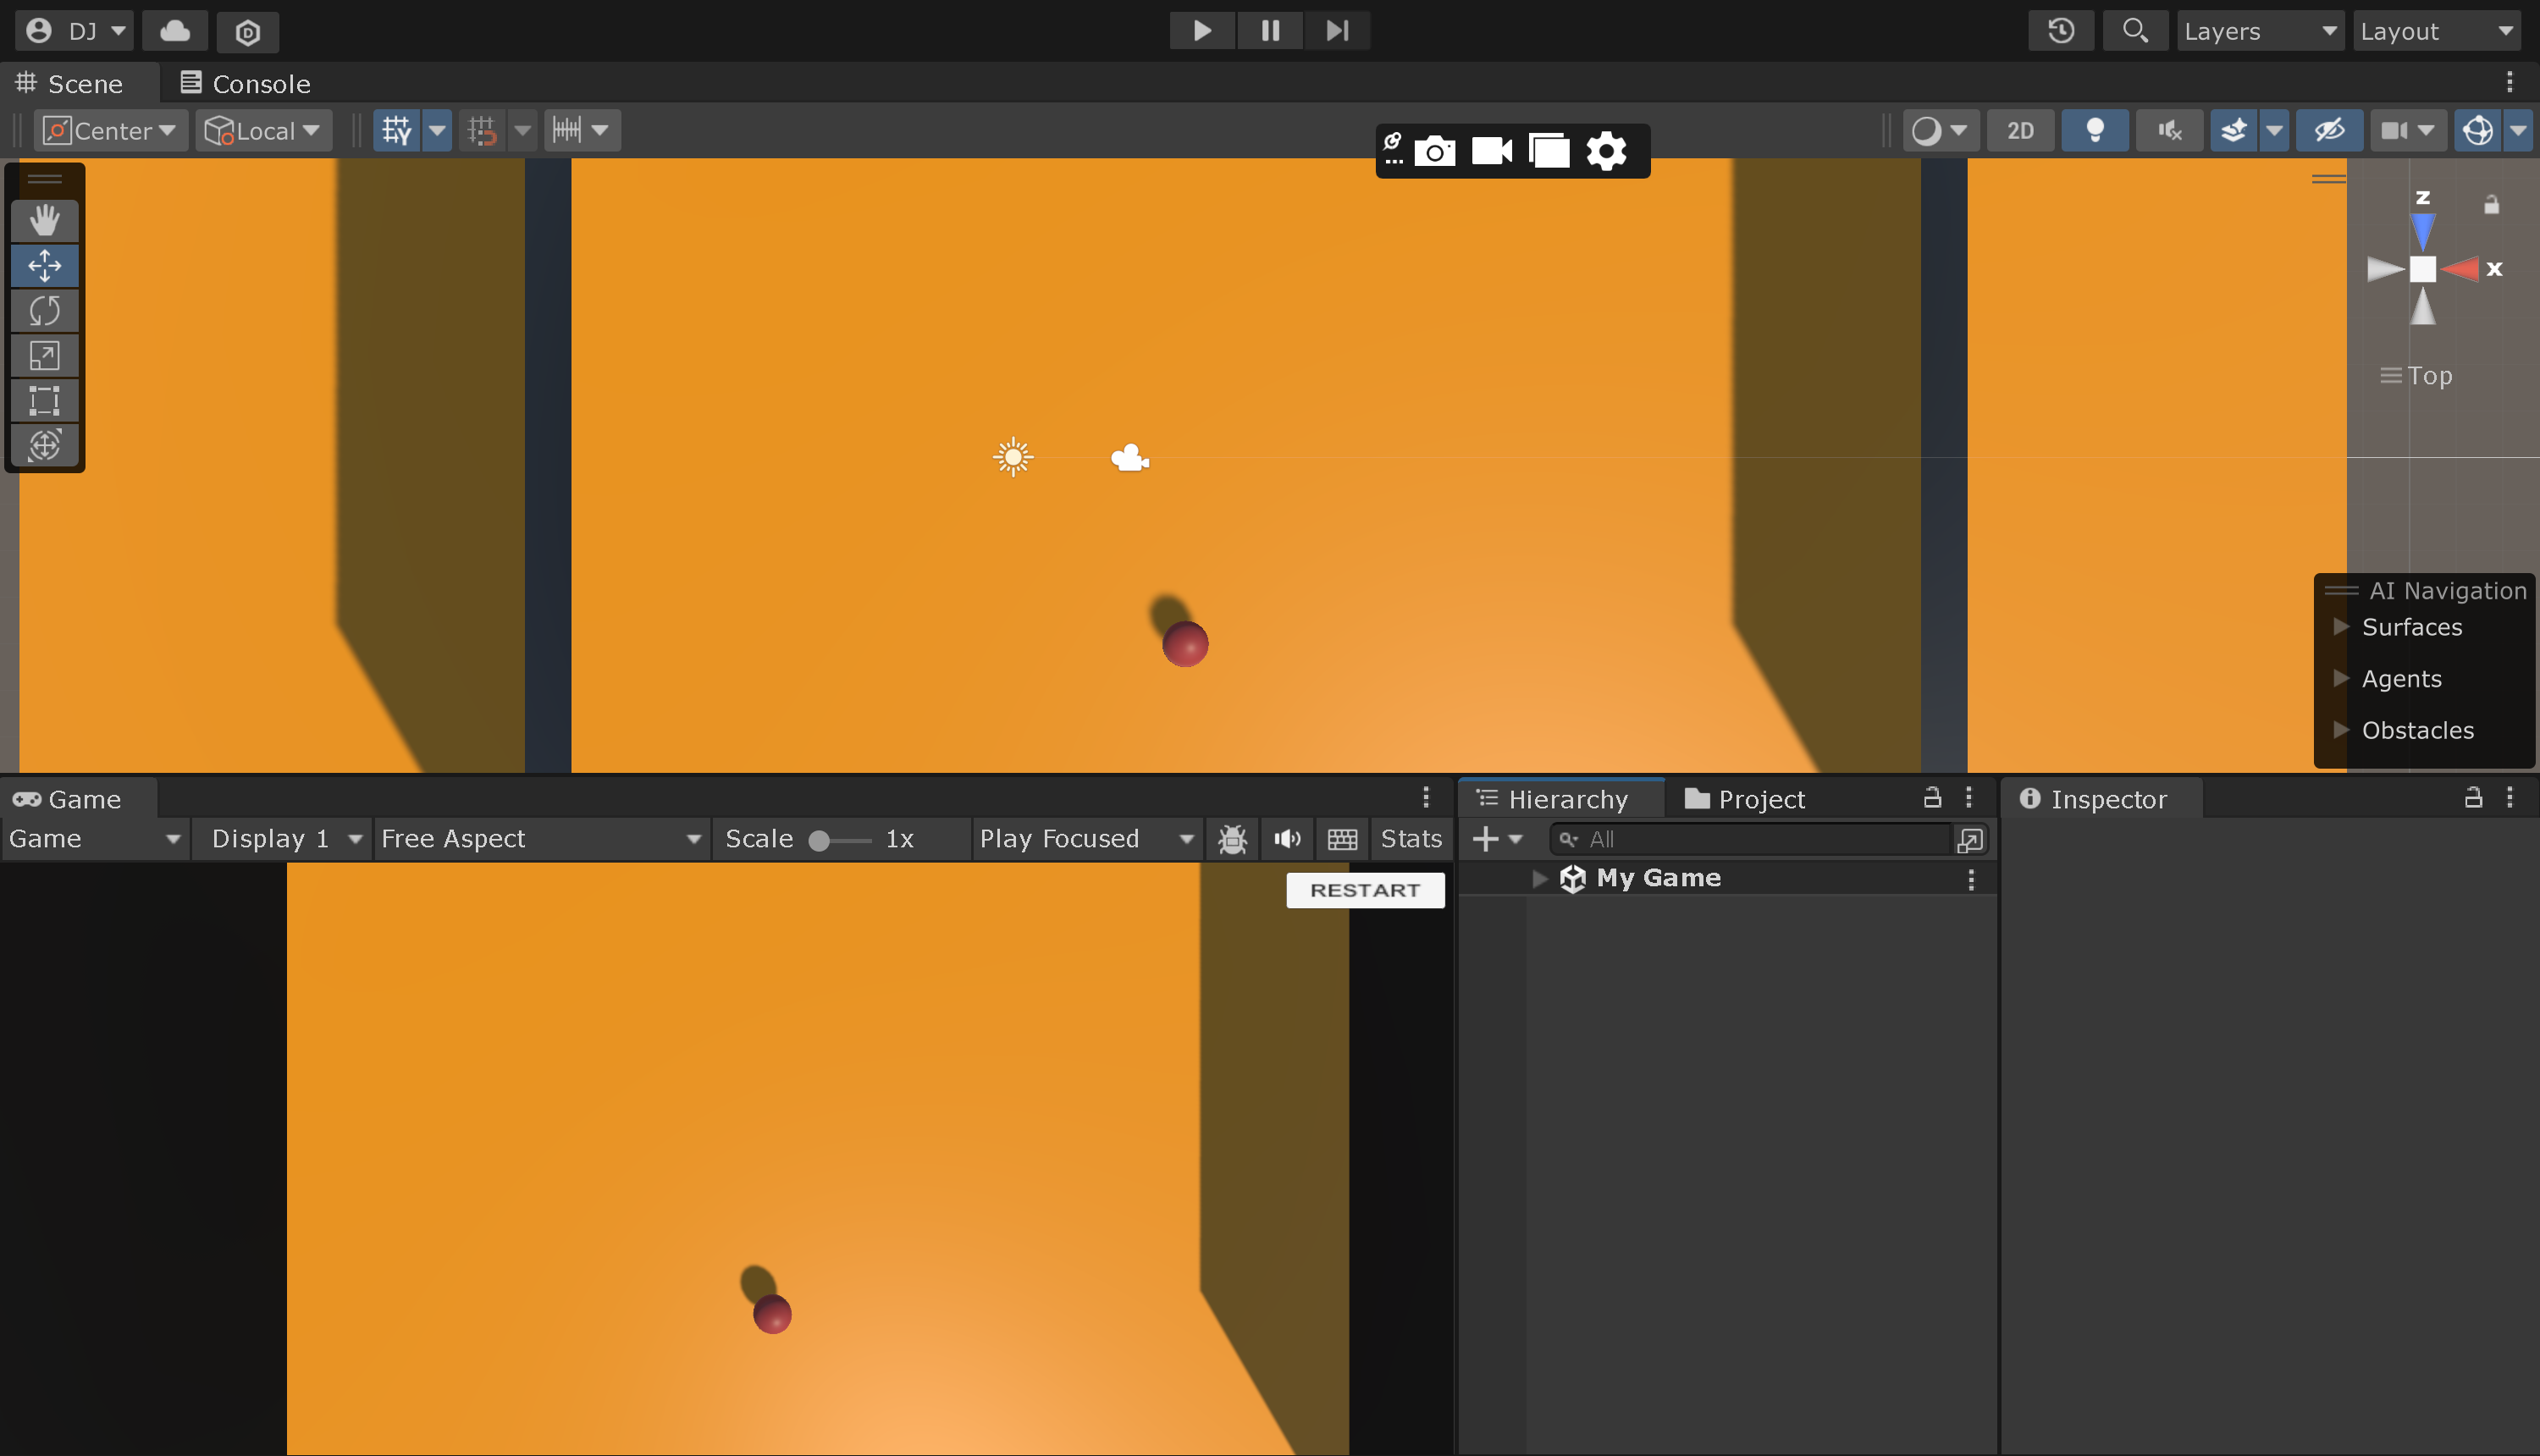 DJ
Layers
Layout
Scene
Console
Center
Local
2D
Z
X
Top
AI Navigation
Surfaces
Agents
Obstacles
Game
Hierarchy
Project
Inspector
Game
Display 1
Free Aspect
Scale
1x
Play Focused
Stats
All
My Game
RESTART